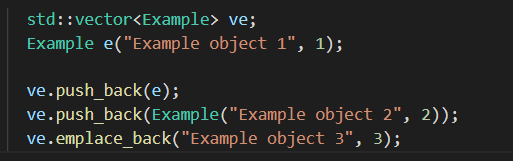 std::vector<Example> ve;
Example e("Example object 1", 1);
ve.push_back(e);
ve.push_back(Example("Example object 2", 2));
ve.emplace_back("Example object 3", 3);